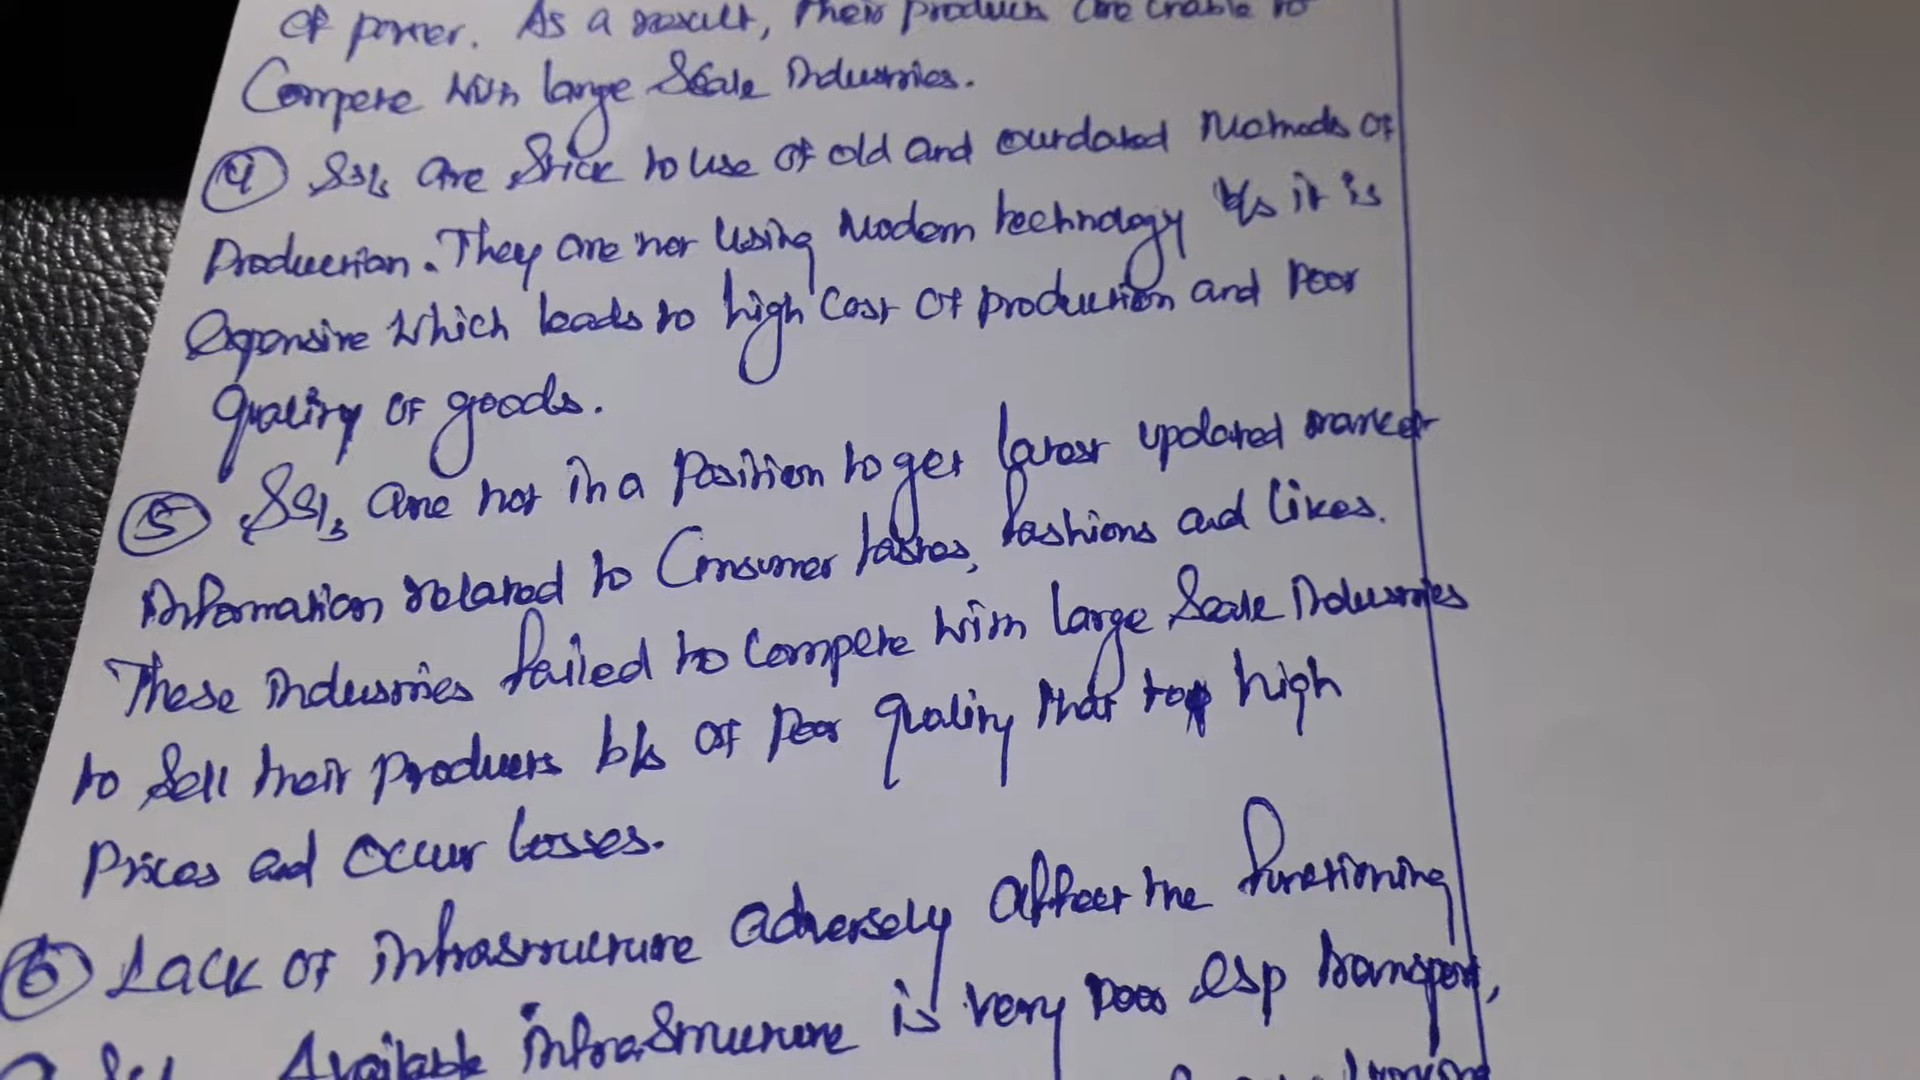 of power. As a result, their products are unable to
Compete with large Scale industries.
④ SSIs are Stick to use of old and outdated Methods of
Production. They are not Using Modern technology b/s it is
Expensive Which leads to high Cost of production and Poor
Quality of goods.
⑤ SSIs are not in a Position to get latest updated market
information related to Consumer tastes, fashions and likes.
These industries failed to Compete with large Scale industries
to Sell their Products b/s of Poor Quality that too high
Prices and Occur losses.
⑥ Lack of infrastructure adversely affect the functioning
Available infraStructure is very Poor esp transport,